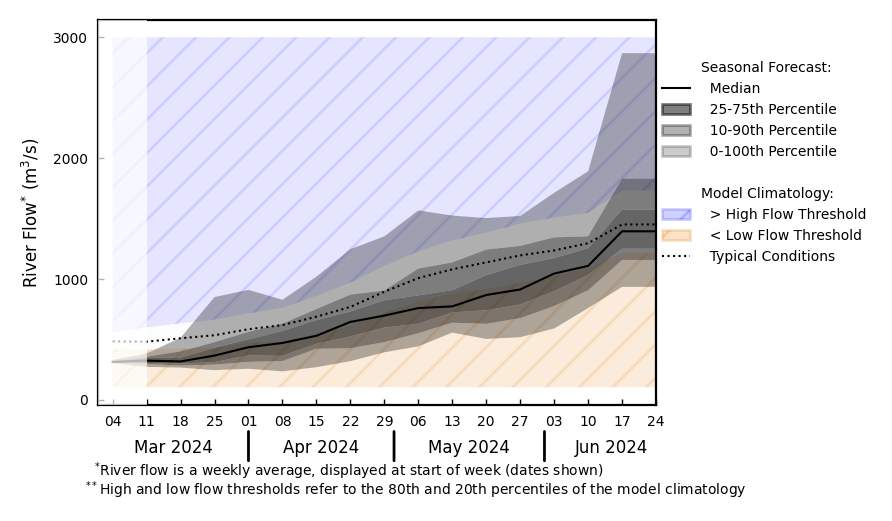 3000
2000
1000
0
River Flow* (m³/s)
04 11 18 25 01 08 15 22 29 06 13 20 27 03 10 17 24
Mar 2024 Apr 2024 May 2024 Jun 2024
*River flow is a weekly average, displayed at start of week (dates shown)
**High and low flow thresholds refer to the 80th and 20th percentiles of the model climatology
Seasonal Forecast:
Median
25-75th Percentile
10-90th Percentile
0-100th Percentile
Model Climatology:
> High Flow Threshold
< Low Flow Threshold
Typical Conditions